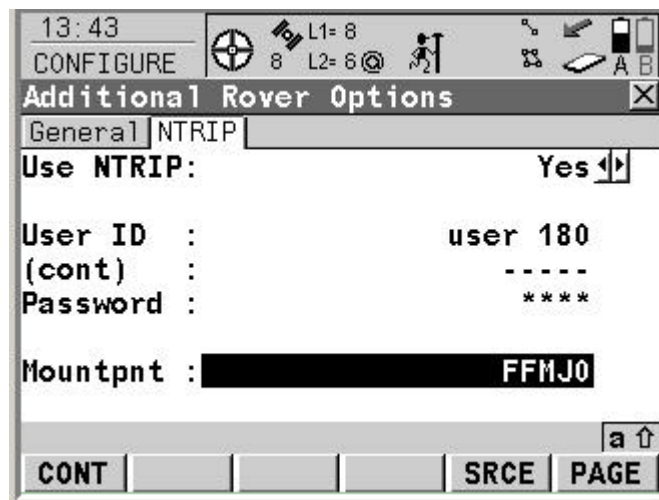 13:43
CONFIGURE
8
L1= 8
L2= 6@
2
A B
Additional Rover Options
General NTRIP
Use NTRIP: Yes
User ID : user 180
(cont) : -----
Password : ****
Mountpnt : FFMJ0
a
CONT SRCE PAGE